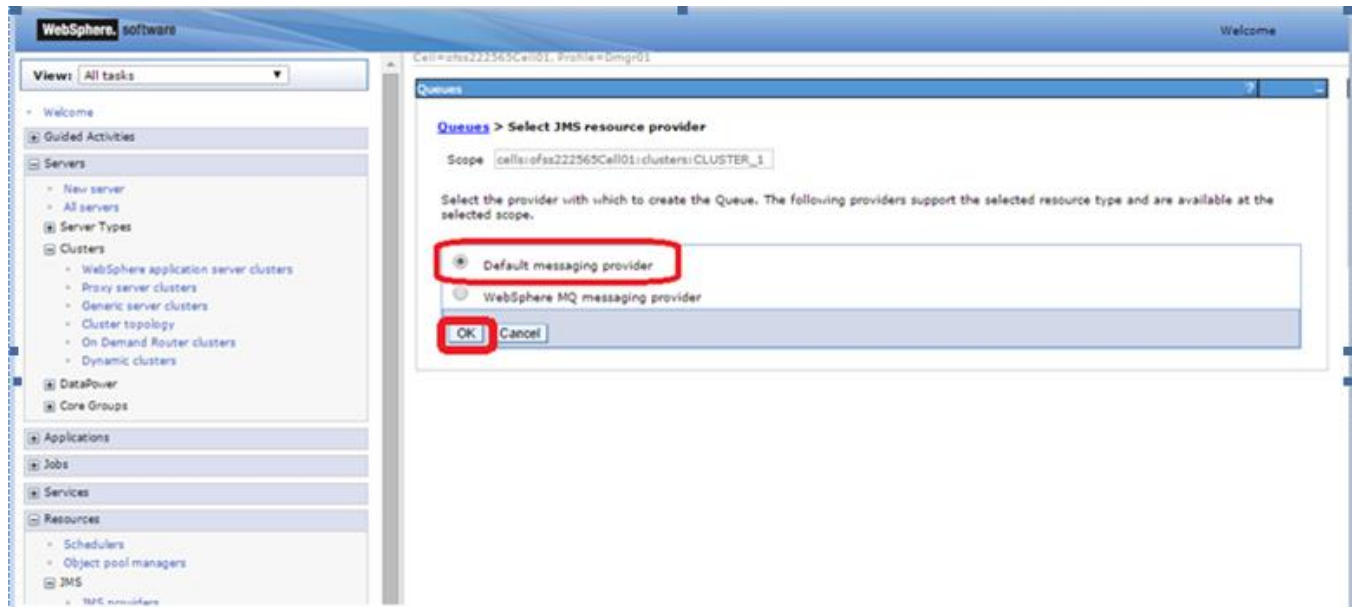 WebSphere. software
Welcome
View: All tasks
Welcome
Guided Activities
Servers
New server
All servers
Server Types
Clusters
WebSphere application server clusters
Proxy server clusters
Generic server clusters
Cluster topology
On Demand Router clusters
Dynamic clusters
DataPower
Core Groups
Applications
Jobs
Services
Resources
Schedulers
Object pool managers
JMS
JMS providers
Cell=ofss222565Cell01, Profile=Dmgr01
Queues ? –
Queues > Select JMS resource provider
Scope cells:ofss222565Cell01:clusters:CLUSTER_1
Select the provider with which to create the Queue. The following providers support the selected resource type and are available at the
selected scope.
Default messaging provider
WebSphere MQ messaging provider
OK Cancel